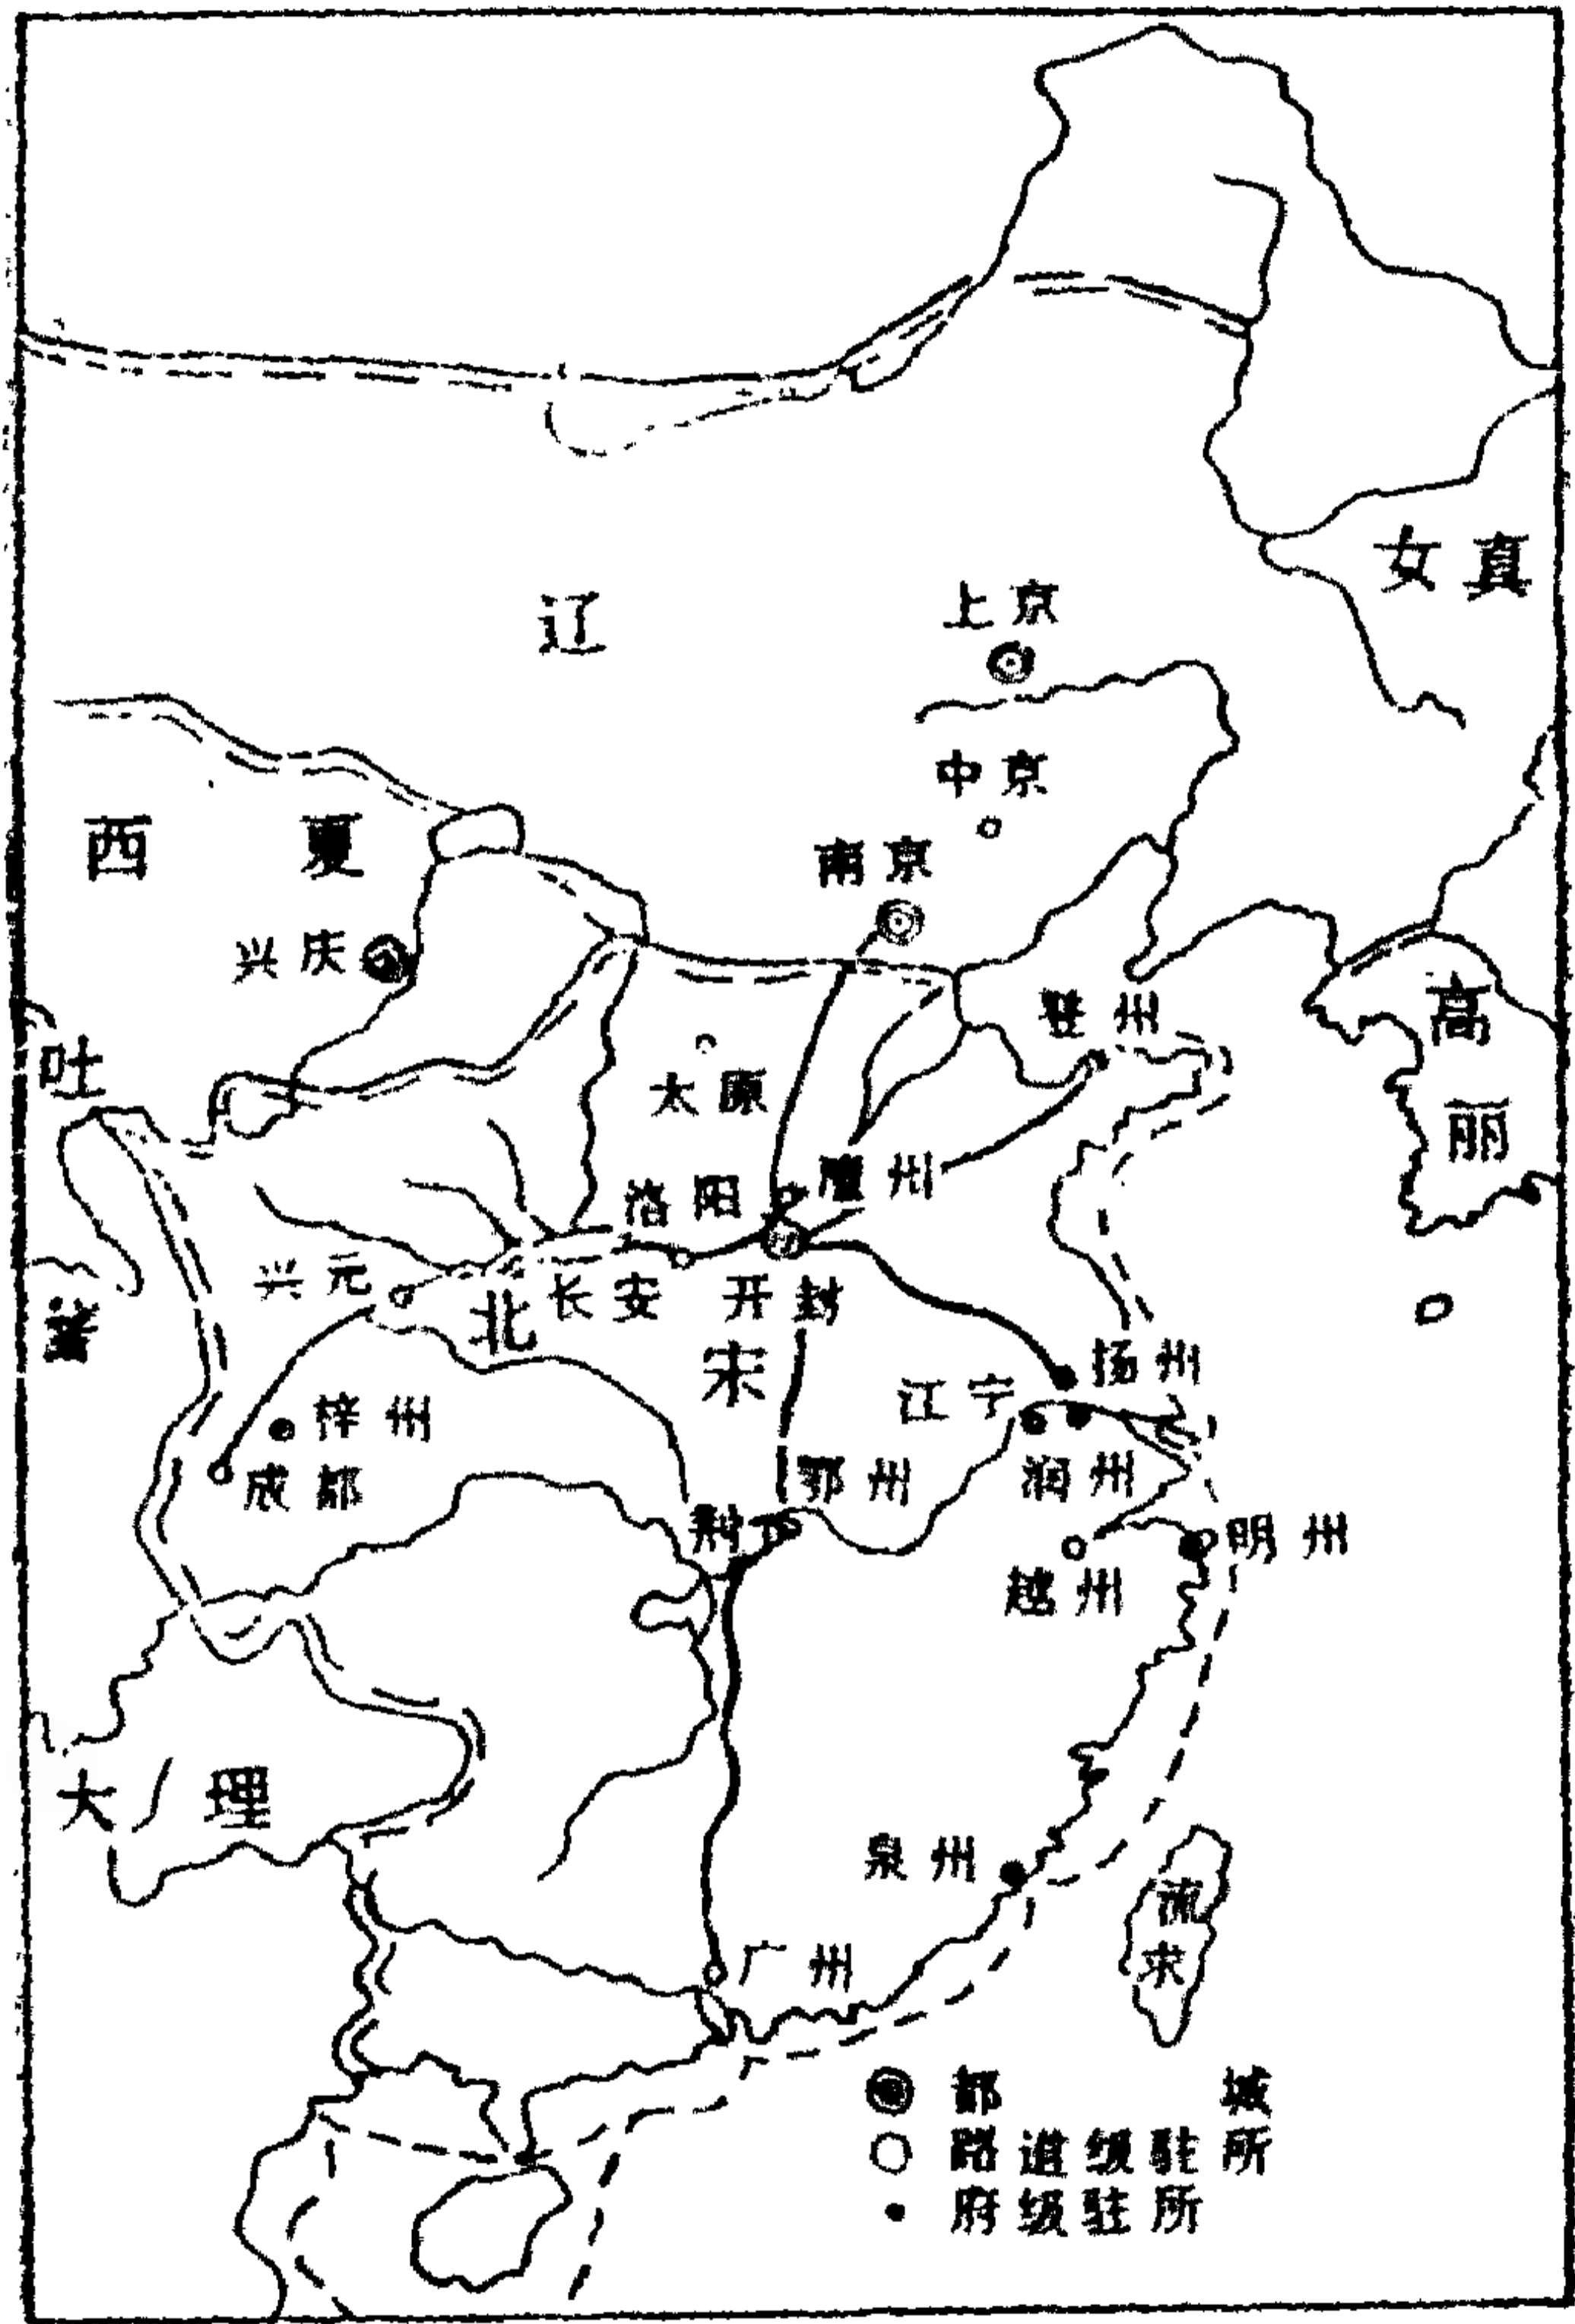 辽
上京
女真
中京
南京
西夏
兴庆
登州
高丽
吐
太原
澶州
洛阳
兴元
长安
开封
北宋
蕃
扬州
江宁
梓州
成都
鄂州
润州
明州
越州
大理
泉州
流求
广州
都城
路道级驻所
府级驻所